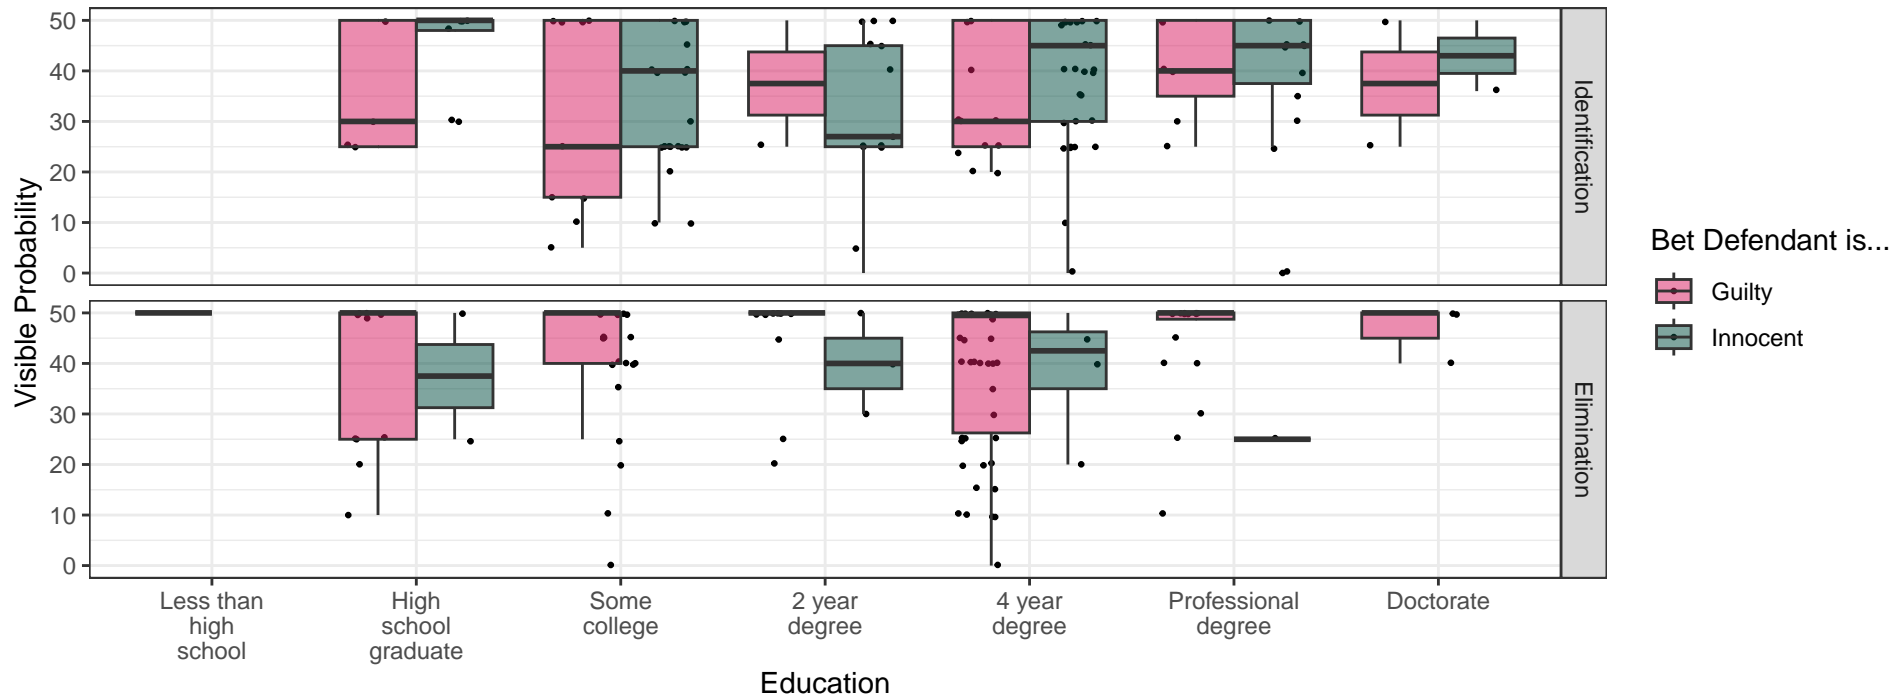 50
40
30
20
10
0
Identification
50
40
30
20
10
0
Elimination
Visible Probability
Less than
high
school
High
school
graduate
Some
college
2 year
degree
4 year
degree
Professional
degree
Doctorate
Education
Bet Defendant is...
Guilty
Innocent